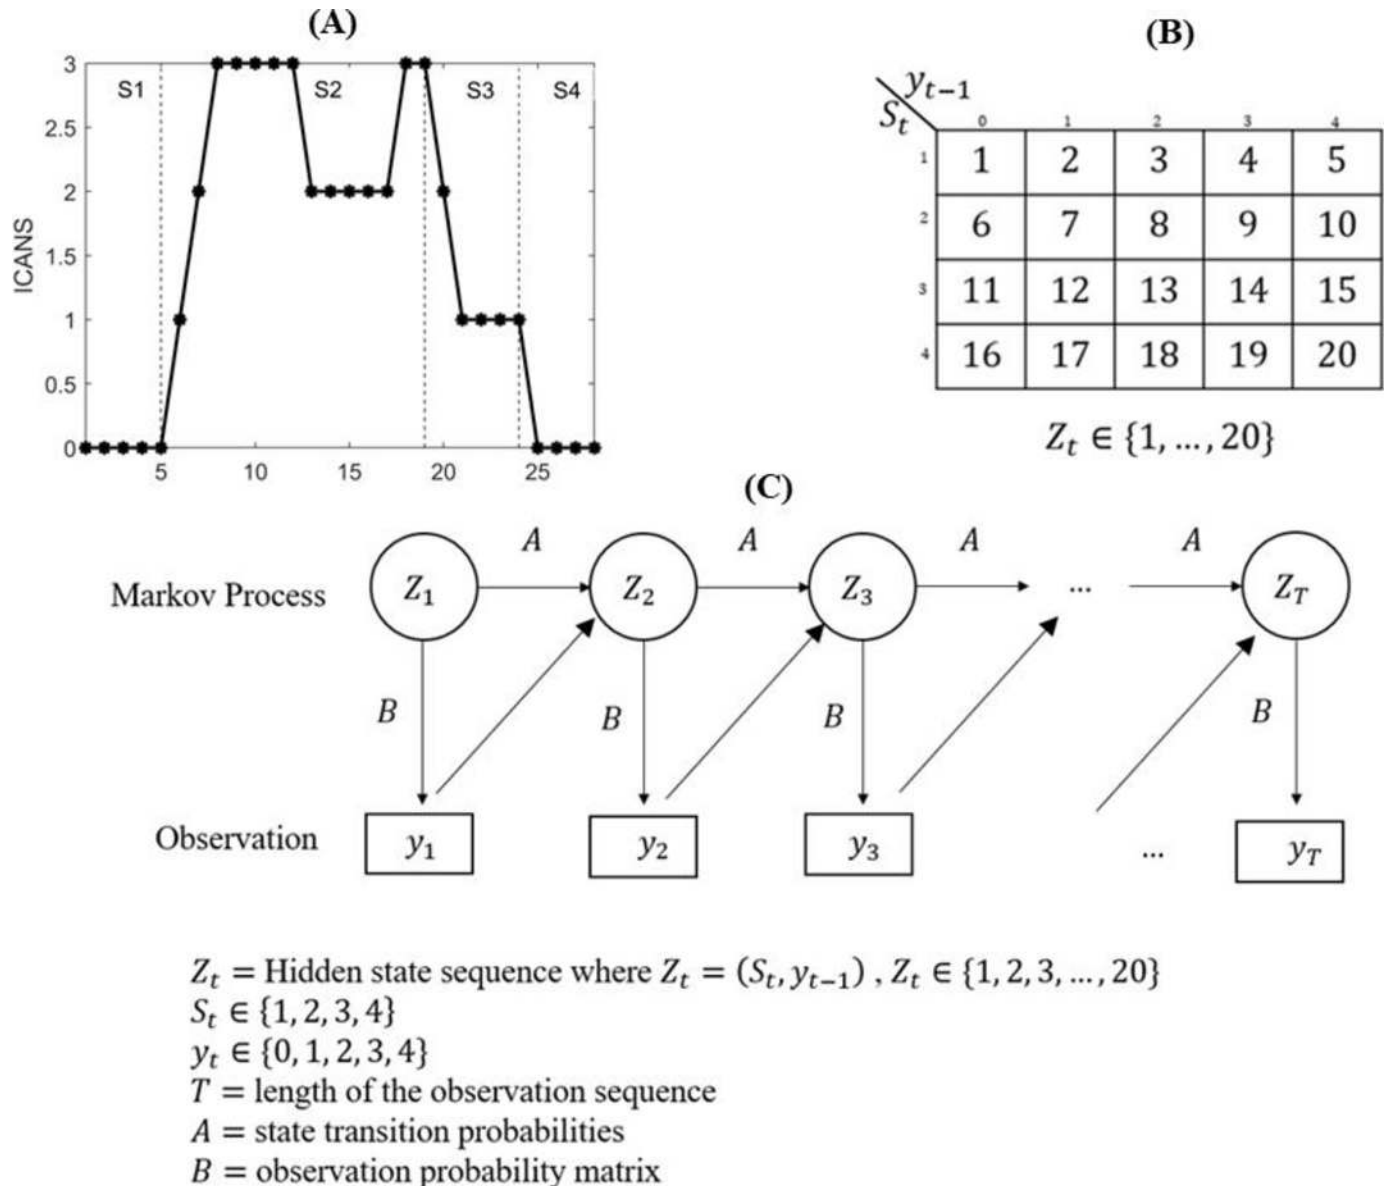 (A)
3
2.5
2
1.5
1
0.5
0
ICANS
S1
S2
S3
S4
5
10
15
20
25
(B)
y_{t−1}
S_t
0 1 2 3 4
1 1 2 3 4 5
2 6 7 8 9 10
3 11 12 13 14 15
4 16 17 18 19 20
Z_t ∈ {1, …, 20}
(C)
A A A A
Markov Process Z_1 Z_2 Z_3 ... Z_T
B B B B
Observation y_1 y_2 y_3 ... y_T
Z_t = Hidden state sequence where Z_t = (S_t, y_{t−1}) , Z_t ∈ {1, 2, 3, … , 20}
S_t ∈ {1, 2, 3, 4}
y_t ∈ {0, 1, 2, 3, 4}
T = length of the observation sequence
A = state transition probabilities
B = observation probability matrix